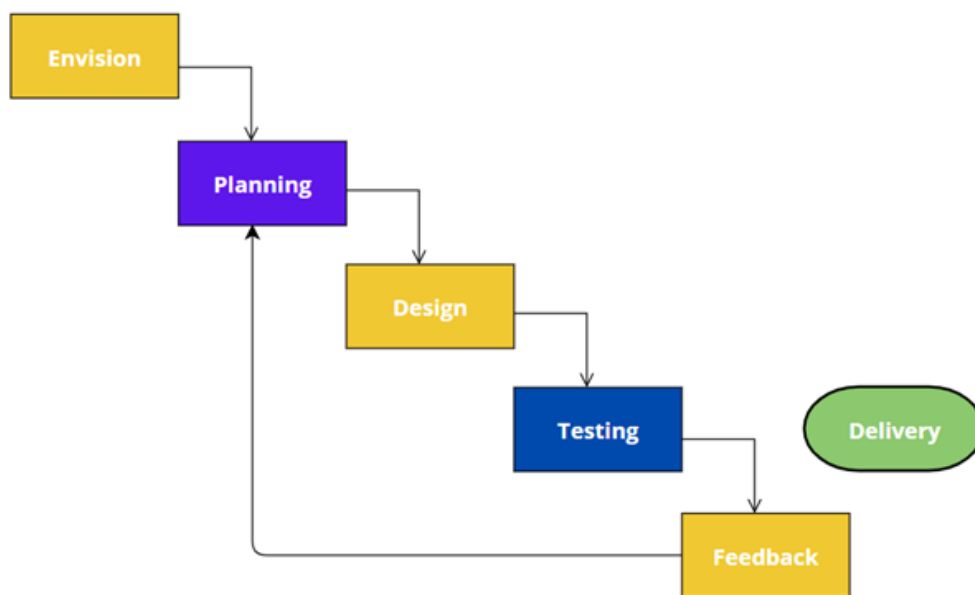 Envision
Planning
Design
Testing
Delivery
Feedback